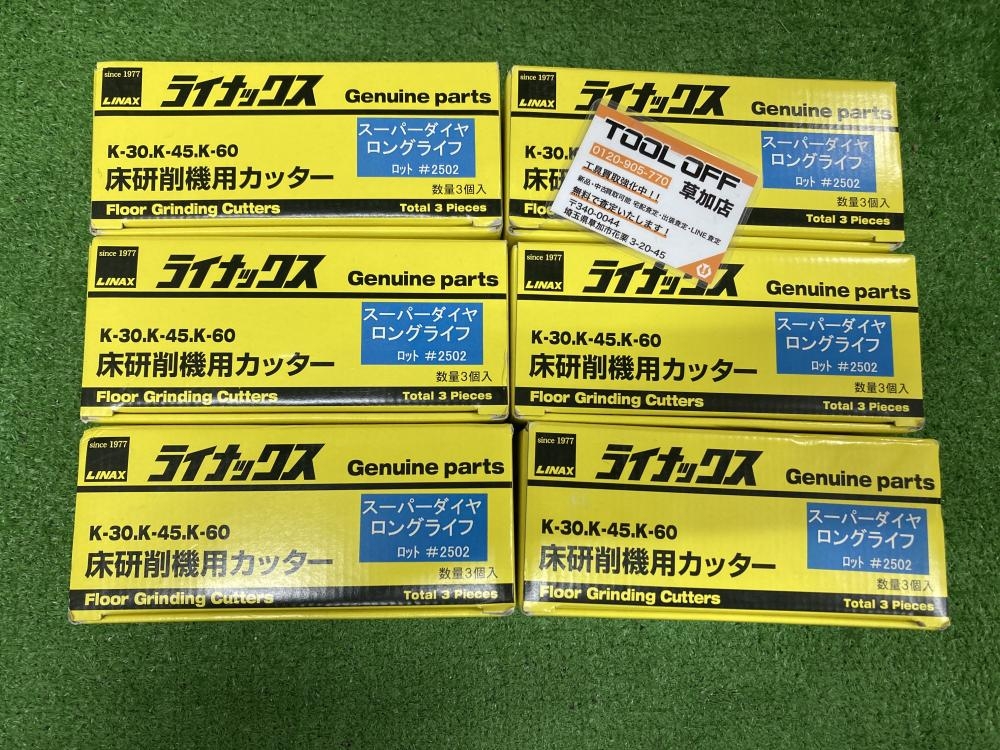 since 1977
LINAX
ライナックス
Genuine parts
スーパーダイヤ
ロングライフ
ロット #2502
K-30.K-45.K-60
床研削機用カッター
数量3個入
Floor Grinding Cutters
Total 3 Pieces
since 1977
LINAX
ライナックス
Genuine parts
スーパーダイヤ
ロングライフ
ロット #2502
K-30.K
床研
数量3個入
Floor Grinding
Total 3 Pieces
TOOL OFF
0120-905-770
草加店
工具買取強化中!!
新品・中古買取可能 宅配査定・出張査定・LINE査定
無料で査定いたします!
〒340-0044
埼玉県草加市花栗 3-20-45
since 1977
LINAX
ライナックス
Genuine parts
スーパーダイヤ
ロングライフ
ロット #2502
K-30.K-45.K-60
床研削機用カッター
数量3個入
Floor Grinding Cutters
Total 3 Pieces
since 1977
LINAX
ライナックス
Genuine parts
スーパーダイヤ
ロングライフ
ロット #2502
K-30.K-45.K-60
床研削機用カッター
数量3個入
Floor Grinding Cutters
Total 3 Pieces
since 1977
LINAX
ライナックス
Genuine parts
スーパーダイヤ
ロングライフ
ロット #2502
K-30.K-45.K-60
床研削機用カッター
数量3個入
Floor Grinding Cutters
Total 3 Pieces
since 1977
LINAX
ライナックス
Genuine parts
スーパーダイヤ
ロングライフ
ロット #2502
K-30.K-45.K-60
床研削機用カッター
数量3個入
Floor Grinding Cutters
Total 3 Pieces